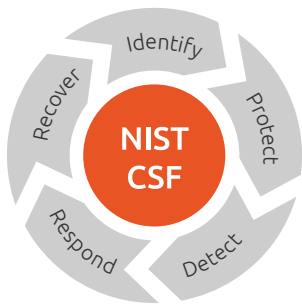 NIST
CSF
Identify
Protect
Detect
Respond
Recover